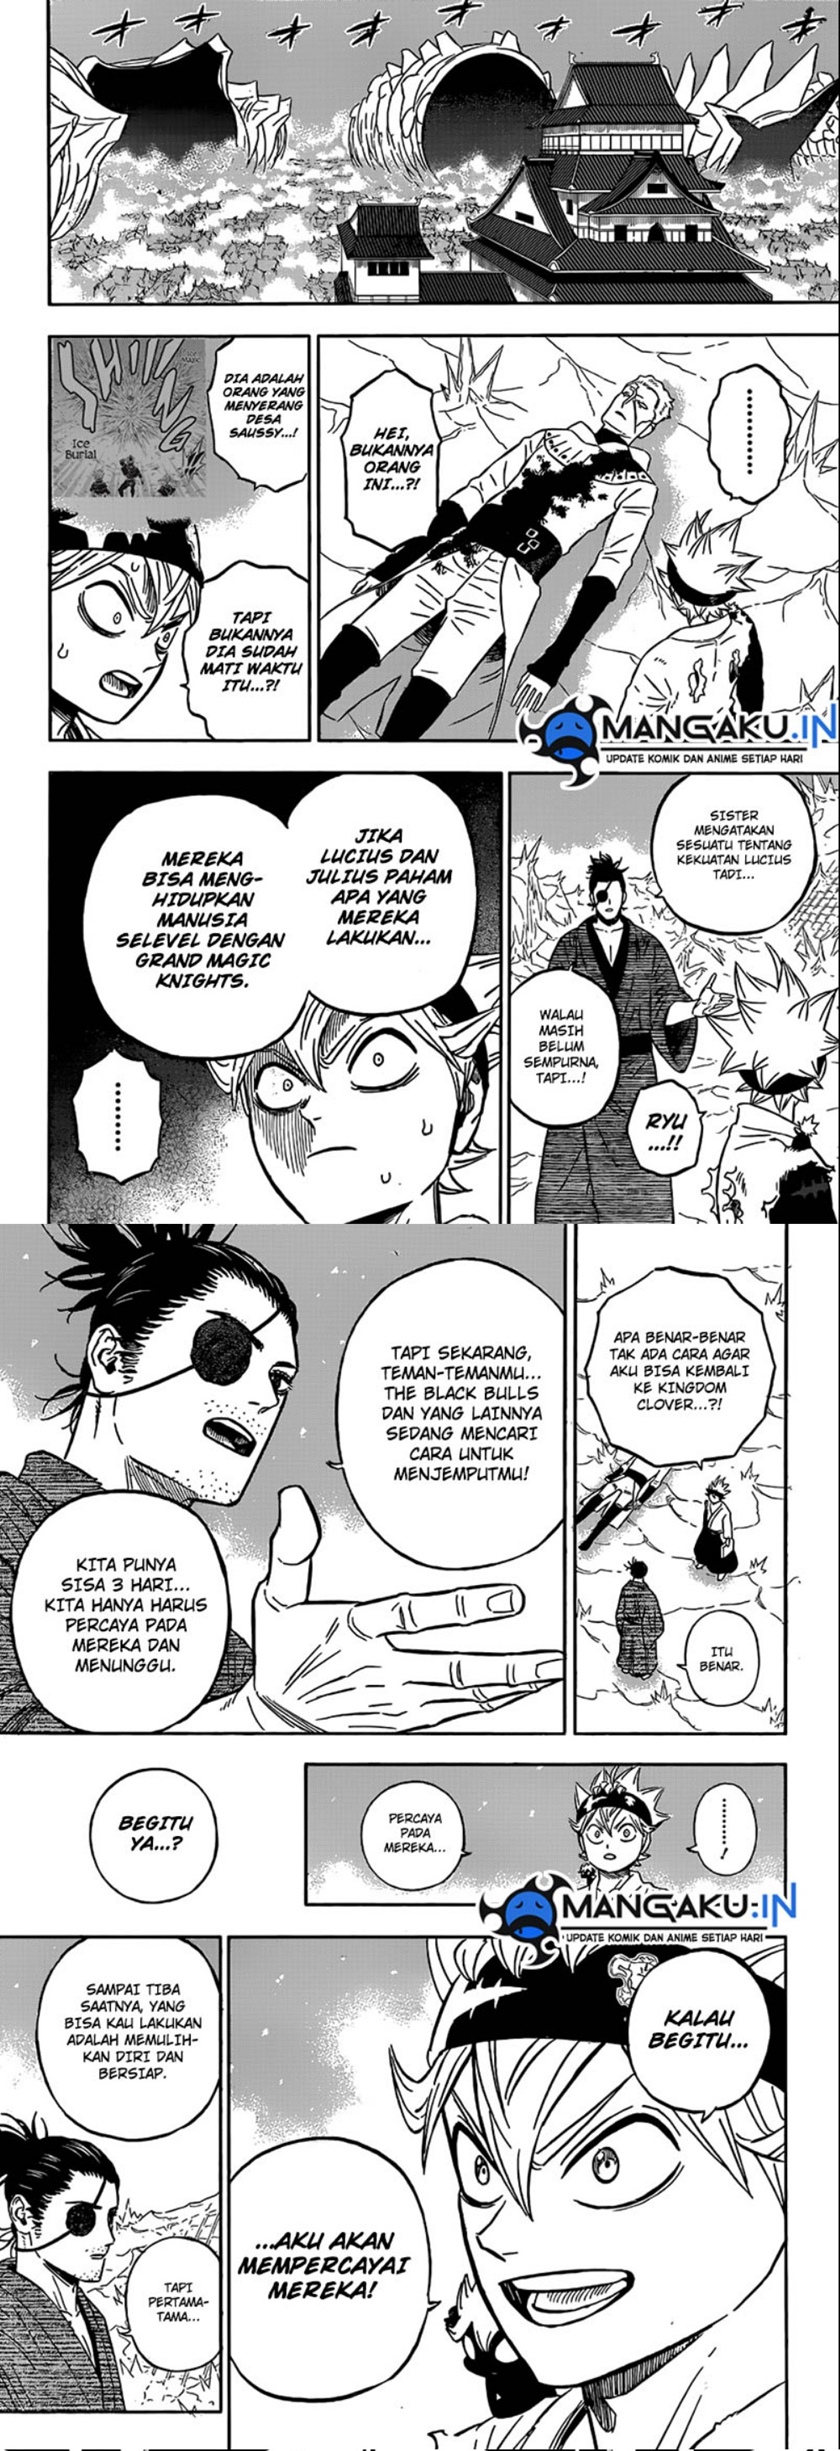 ………
HEI,
BUKANNYA
ORANG
INI...?!
DIA ADALAH
ORANG YANG
MENYERANG
DESA
SAUSSY...!
SHIIING
Ice
Magic
Ice
Burial
TAPI
BUKANNYA
DIA SUDAH
MATI WAKTU
ITU...?!
MANGAKU.IN
UPDATE KOMIK DAN ANIME SETIAP HARI
SISTER
MENGATAKAN
SESUATU TENTANG
KEKUATAN LUCIUS
TADI...
WALAU
MASIH
BELUM
SEMPURNA,
TAPI...!
RYU
...!!
JIKA
LUCIUS DAN
JULIUS PAHAM
APA YANG
MEREKA
LAKUKAN...
MEREKA
BISA MENG-
HIDUPKAN
MANUSIA
SELEVEL DENGAN
GRAND MAGIC
KNIGHTS.
………
APA BENAR-BENAR
TAK ADA CARA AGAR
AKU BISA KEMBALI
KE KINGDOM
CLOVER...?!
ITU
BENAR.
TAPI SEKARANG,
TEMAN-TEMANMU...
THE BLACK BULLS
DAN YANG LAINNYA
SEDANG MENCARI
CARA UNTUK
MENJEMPUTMU!
KITA PUNYA
SISA 3 HARI...
KITA HANYA HARUS
PERCAYA PADA
MEREKA DAN
MENUNGGU.
………!
PERCAYA
PADA
MEREKA...
BEGITU
YA...?
MANGAKU.IN
UPDATE KOMIK DAN ANIME SETIAP HARI
KALAU
BEGITU...
...AKU AKAN
MEMPERCAYAI
MEREKA!
SAMPAI TIBA
SAATNYA, YANG
BISA KAU LAKUKAN
ADALAH MEMULIH-
KAN DIRI DAN
BERSIAP.
TAPI
PERTAMA-
TAMA...